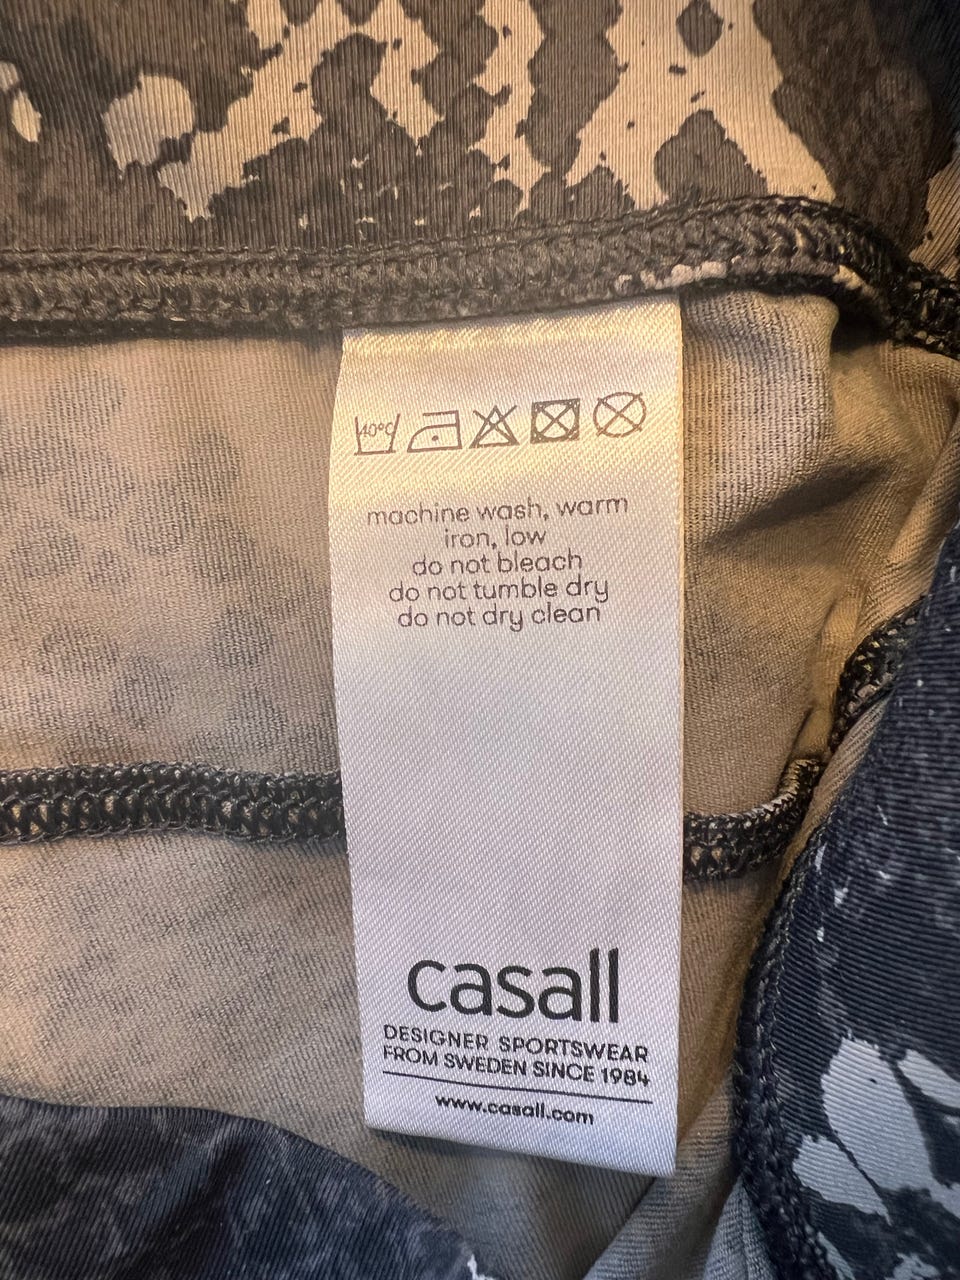 40°C
machine wash, warm
iron, low
do not bleach
do not tumble dry
do not dry clean
casall
DESIGNER SPORTSWEAR
FROM SWEDEN SINCE 1984
www.casall.com